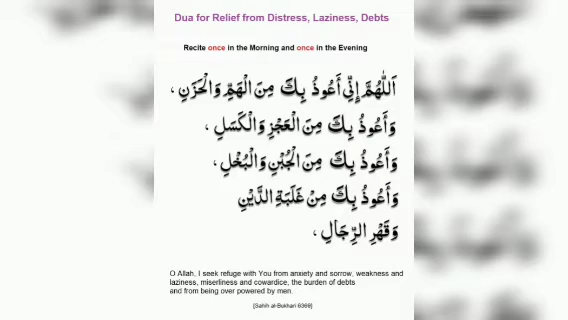 Dua for Relief from Distress, Laziness, Debts
Recite once in the Morning and once in the Evening
اَللّٰهُمَّ إِنِّي أَعُوذُ بِكَ مِنَ الْهَمِّ وَالْحَزَنِ ،
وَأَعُوذُ بِكَ مِنَ الْعَجْزِ وَالْكَسَلِ ،
وَأَعُوذُ بِكَ مِنَ الْجُبْنِ وَالْبُخْلِ ،
وَأَعُوذُ بِكَ مِنْ غَلَبَةِ الدَّيْنِ
وَقَهْرِ الرِّجَالِ ،
O Allah, I seek refuge with You from anxiety and sorrow, weakness and
laziness, miserliness and cowardice, the burden of debts
and from being over powered by men.
[Sahih al-Bukhari 6369]